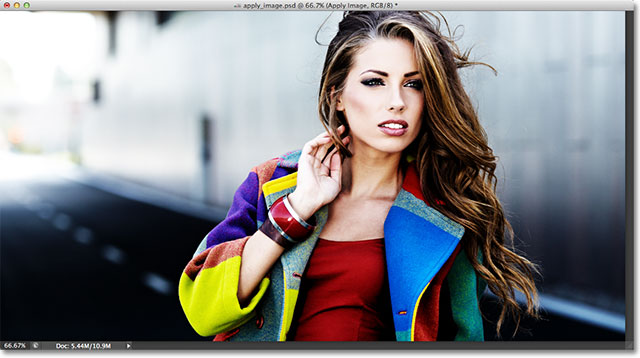 apply_image.psd @ 66.7% (Apply Image, RGB/8) *
66.67% Doc: 5.44M/10.9M